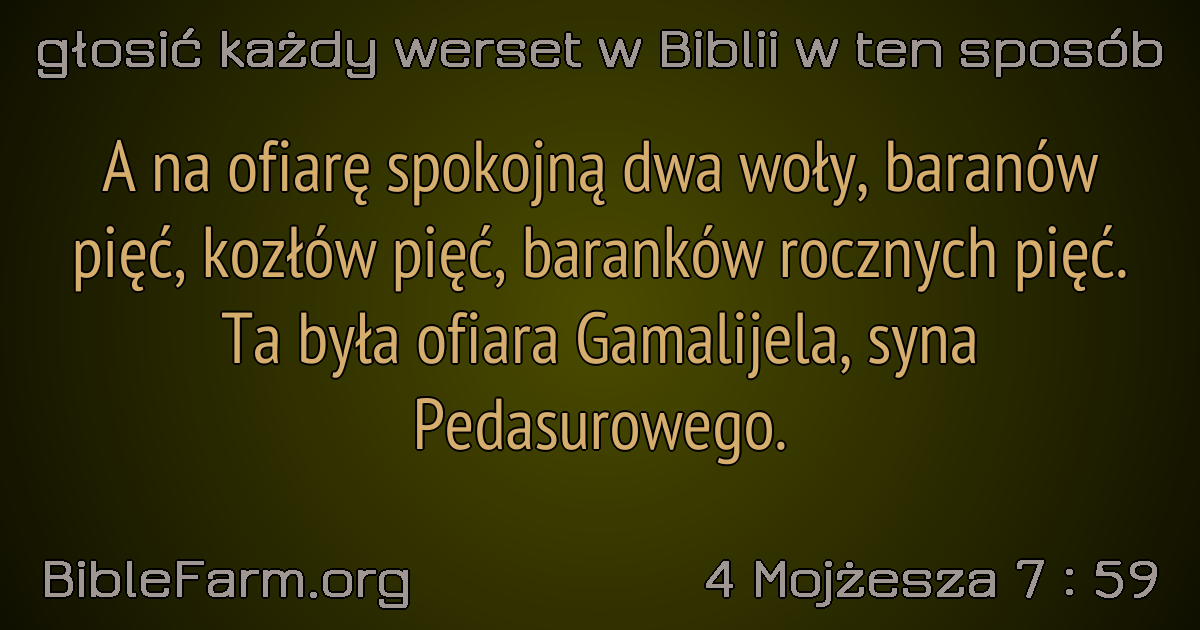 głosić każdy werset w Biblii w ten sposób
A na ofiarę spokojną dwa woły, baranów
pięć, kozłów pięć, baranków rocznych pięć.
Ta była ofiara Gamalijela, syna
Pedasurowego.
BibleFarm.org
4 Mojżesza 7 : 59